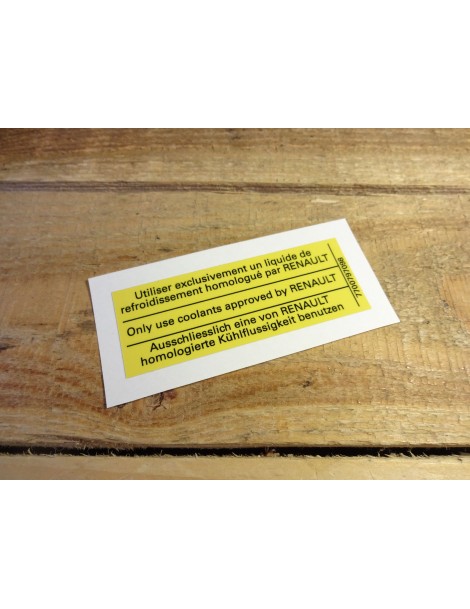 Utiliser exclusivement un liquide de
refroidissement homologué par RENAULT
Only use coolants approved by RENAULT
Ausschliesslich eine von RENAULT
homologierte Kühlflussigkeit benutzen